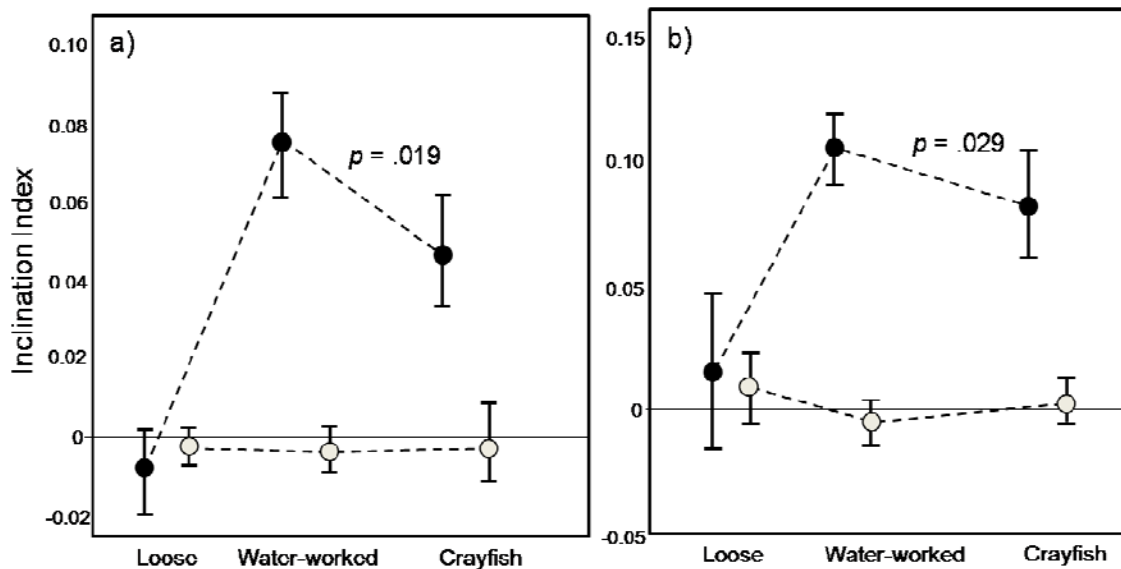 a)
Inclination Index
0.10
0.08
0.06
0.04
0.02
0
-0.02
p = .019
Loose Water-worked Crayfish
b)
0.15
0.10
0.05
0
-0.05
p = .029
Loose Water-worked Crayfish